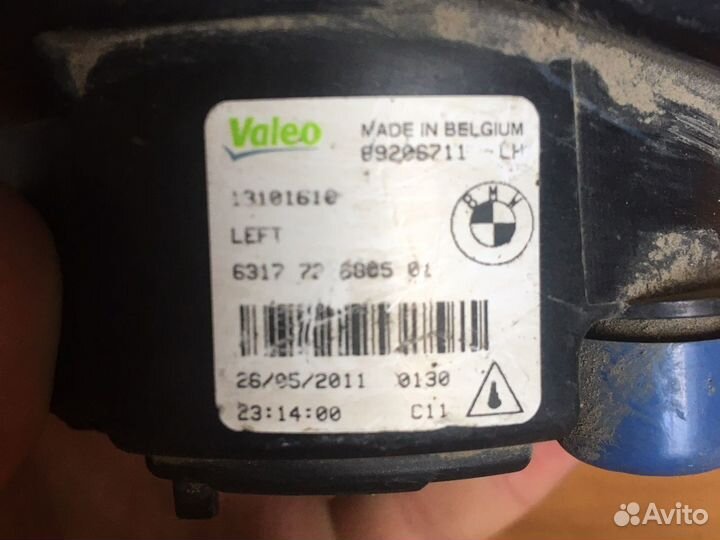 Valeo MADE IN BELGIUM
89206711 LH
13101610
BMW
LEFT
6317 72 6805 01
26/05/2011 0130
23:14:00 C11
Avito